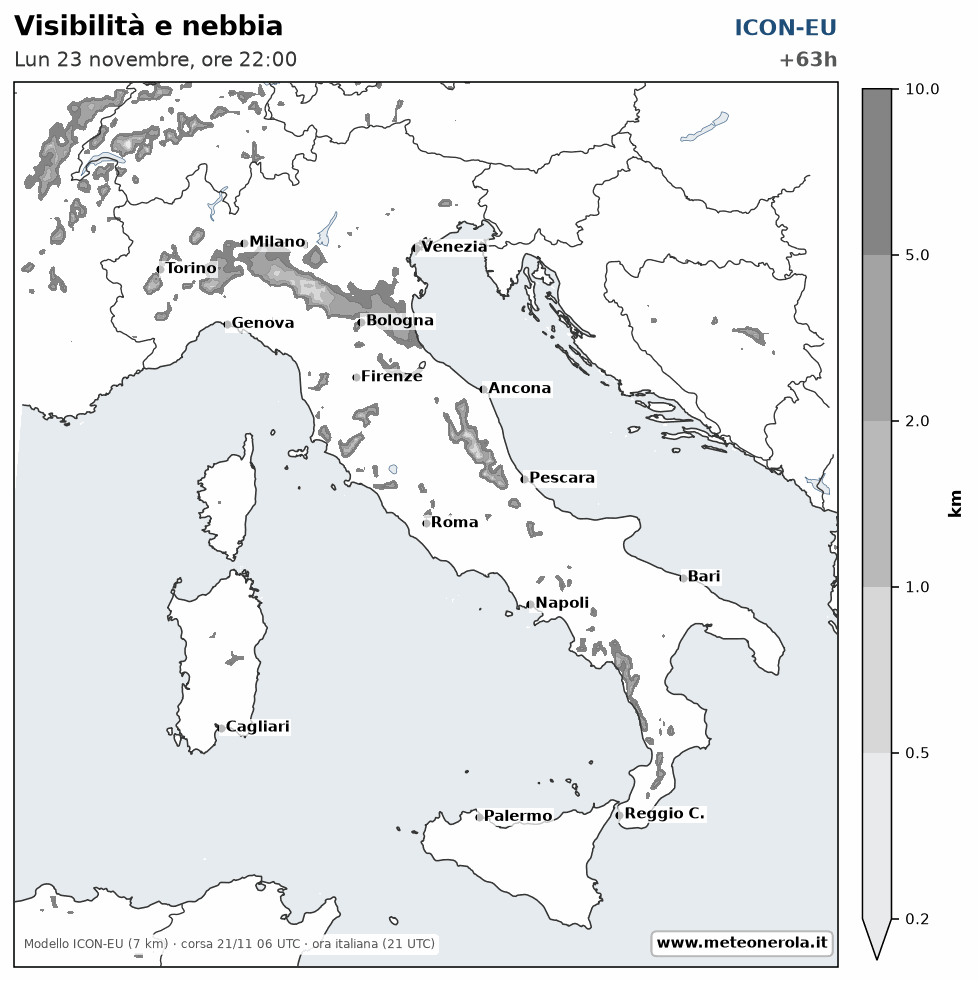 Visibilità e nebbia
ICON-EU
Lun 23 novembre, ore 22:00
+63h
Milano
Venezia
Torino
Genova
Bologna
Firenze
Ancona
Pescara
Roma
Bari
Napoli
Cagliari
Palermo
Reggio C.
10.0
5.0
2.0
1.0
0.5
0.2
km
Modello ICON-EU (7 km) · corsa 21/11 06 UTC · ora italiana (21 UTC)
www.meteonerola.it